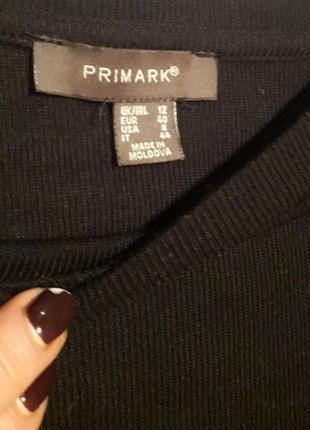 PRIMARK®
UK/IRL 12
EUR 40
USA 8
IT 44
MADE IN
MOLDOVA